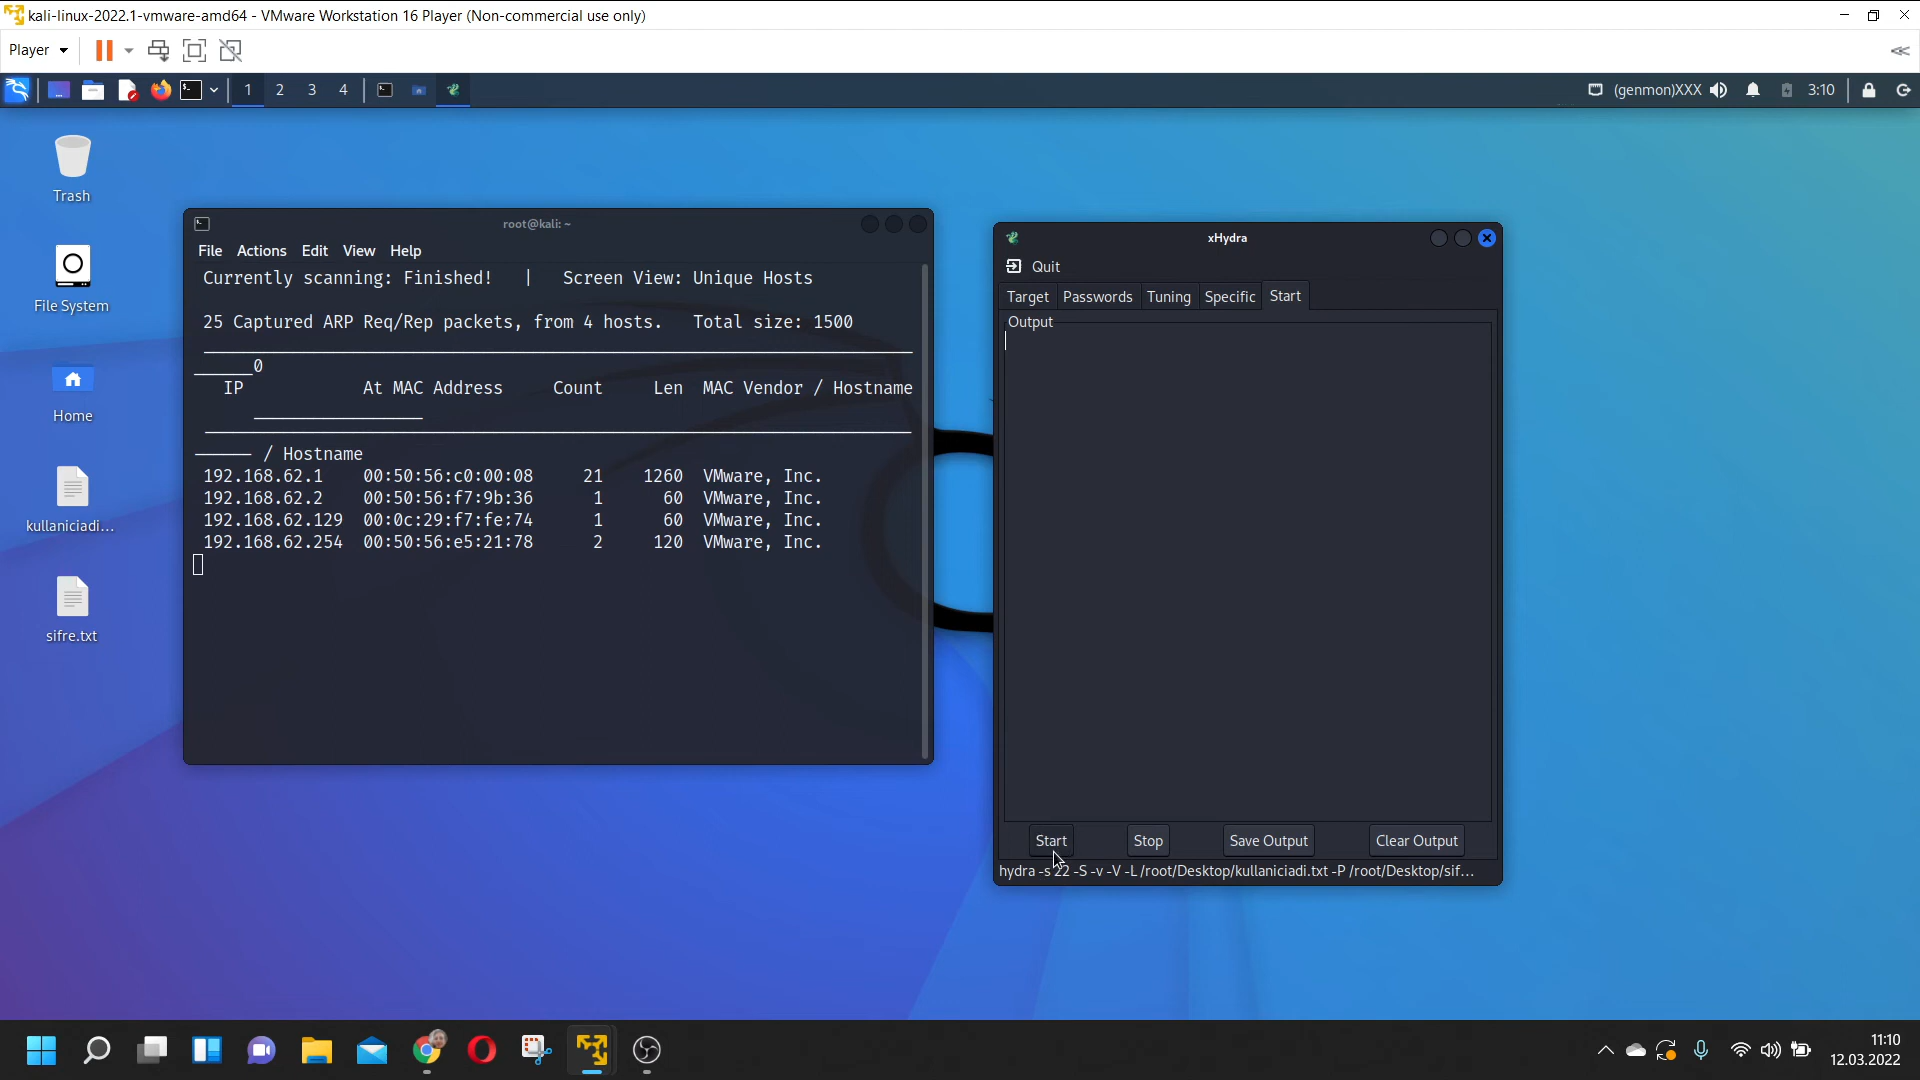 kali-linux-2022.1-vmware-amd64 - VMware Workstation 16 Player (Non-commercial use only)
Player
1 2 3 4
(genmon)XXX 3:10
Trash
File System
Home
kullaniciadi...
sifre.txt
root@kali: ~
File Actions Edit View Help
Currently scanning: Finished! | Screen View: Unique Hosts
25 Captured ARP Req/Rep packets, from 4 hosts. Total size: 1500
______0
IP At MAC Address Count Len MAC Vendor / Hostname
/ Hostname
192.168.62.1 00:50:56:c0:00:08 21 1260 VMware, Inc.
192.168.62.2 00:50:56:f7:9b:36 1 60 VMware, Inc.
192.168.62.129 00:0c:29:f7:fe:74 1 60 VMware, Inc.
192.168.62.254 00:50:56:e5:21:78 2 120 VMware, Inc.
xHydra
Quit
Target Passwords Tuning Specific Start
Output
Start Stop Save Output Clear Output
hydra -s 22 -S -v -V -L /root/Desktop/kullaniciadi.txt -P /root/Desktop/sif...
11:10
12.03.2022